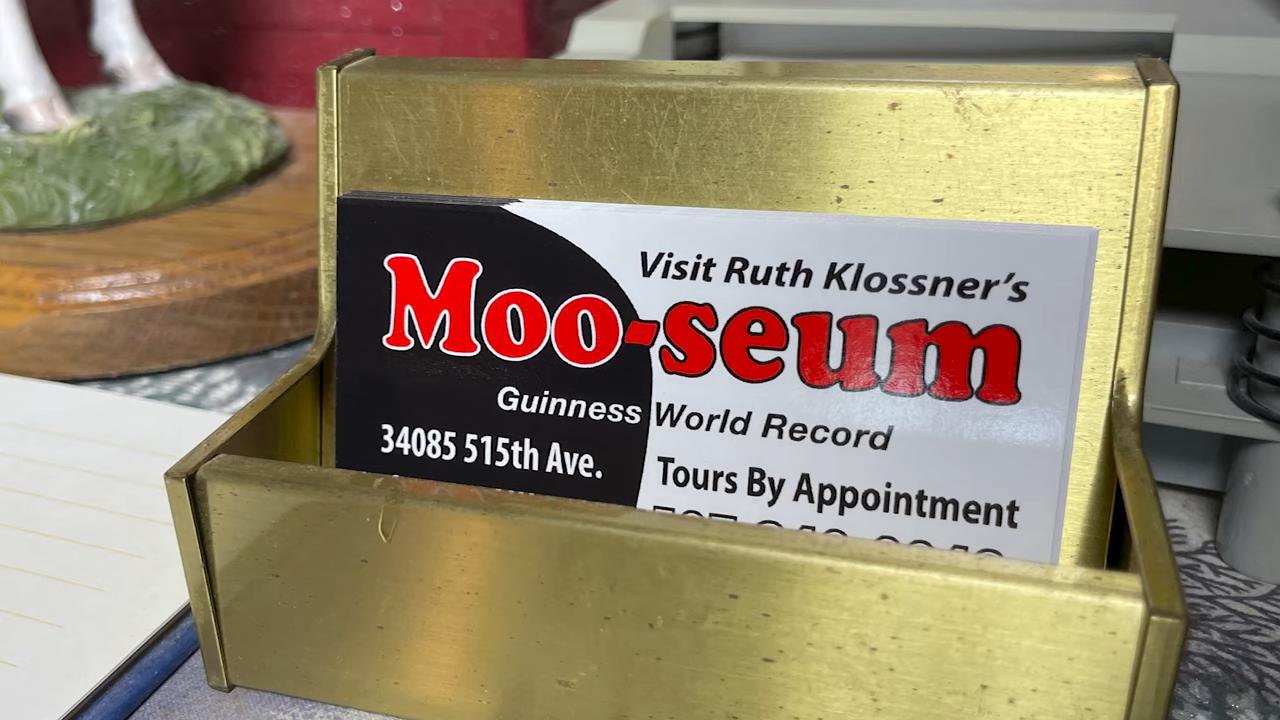 Visit Ruth Klossner's
Moo-seum
Guinness World Record
34085 515th Ave.
Tours By Appointment